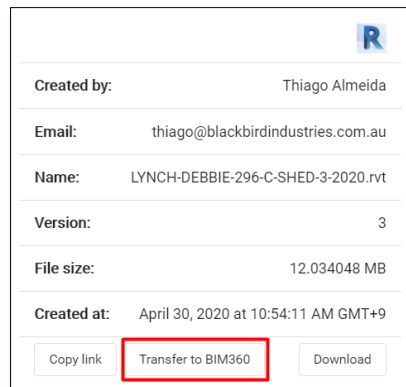 R
Created by: Thiago Almeida
Email: thiago@blackbirdindustries.com.au
Name: LYNCH-DEBBIE-296-C-SHED-3-2020.rvt
Version: 3
File size: 12.034048 MB
Created at: April 30, 2020 at 10:54:11 AM GMT+9
Copy link Transfer to BIM360 Download